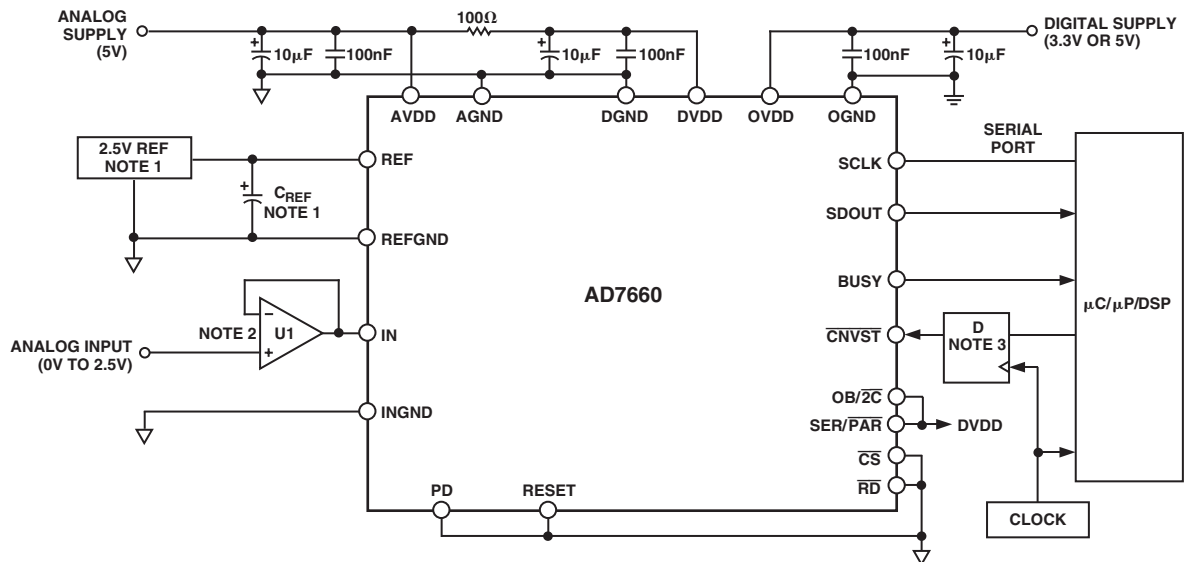 ANALOG
SUPPLY
(5V)
100Ω
DIGITAL SUPPLY
(3.3V OR 5V)
+
10μF
100nF
+
10μF
100nF
100nF
+
10μF
AVDD
AGND
DGND
DVDD
OVDD
OGND
SERIAL
PORT
2.5V REF
NOTE 1
REF
SCLK
+
CREF
NOTE 1
SDOUT
REFGND
BUSY
AD7660
μC/μP/DSP
NOTE 2
−
U1
+
IN
CNVST
D
NOTE 3
ANALOG INPUT
(0V TO 2.5V)
OB/2C
INGND
SER/PAR
DVDD
CS
RD
PD
RESET
CLOCK